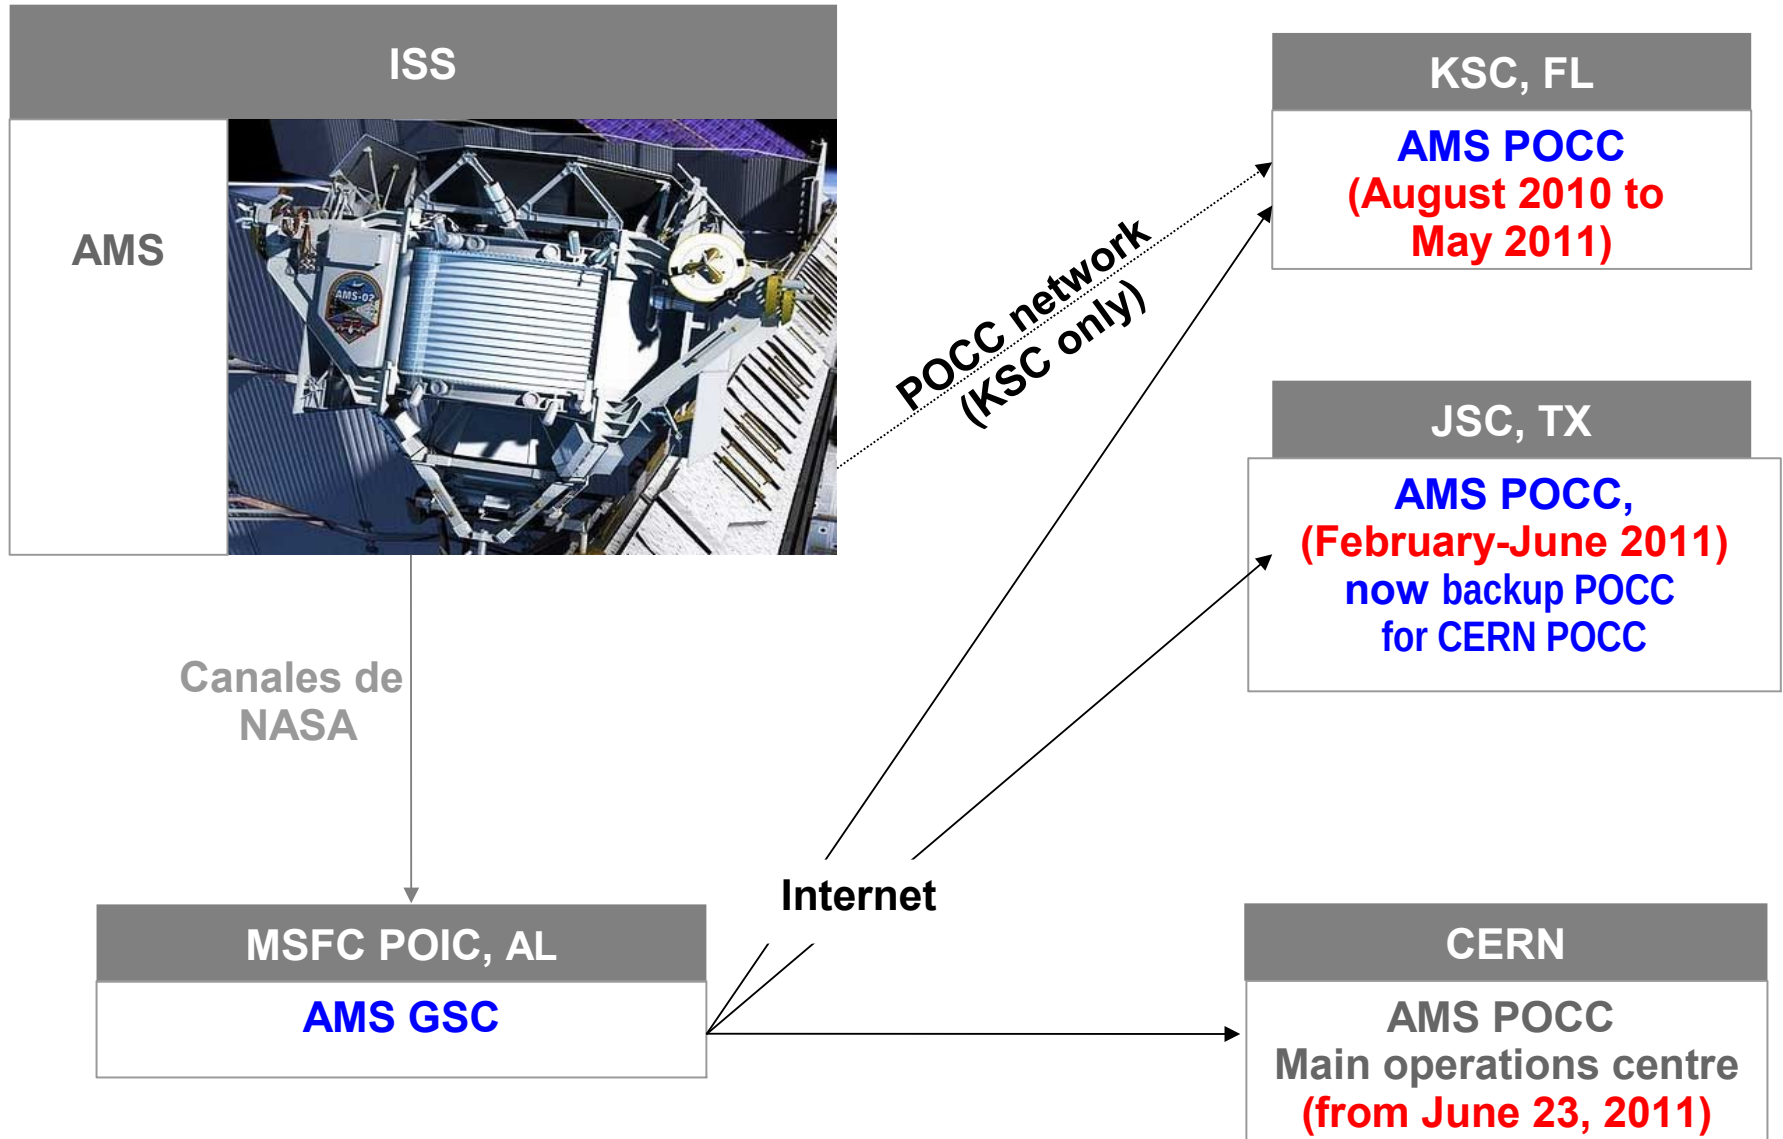 ISS
AMS
AMS-02
KSC, FL
AMS POCC
(August 2010 to
May 2011)
POCC network
(KSC only)
JSC, TX
AMS POCC,
(February-June 2011)
now backup POCC
for CERN POCC
Canales de
NASA
Internet
MSFC POIC, AL
AMS GSC
CERN
AMS POCC
Main operations centre
(from June 23, 2011)